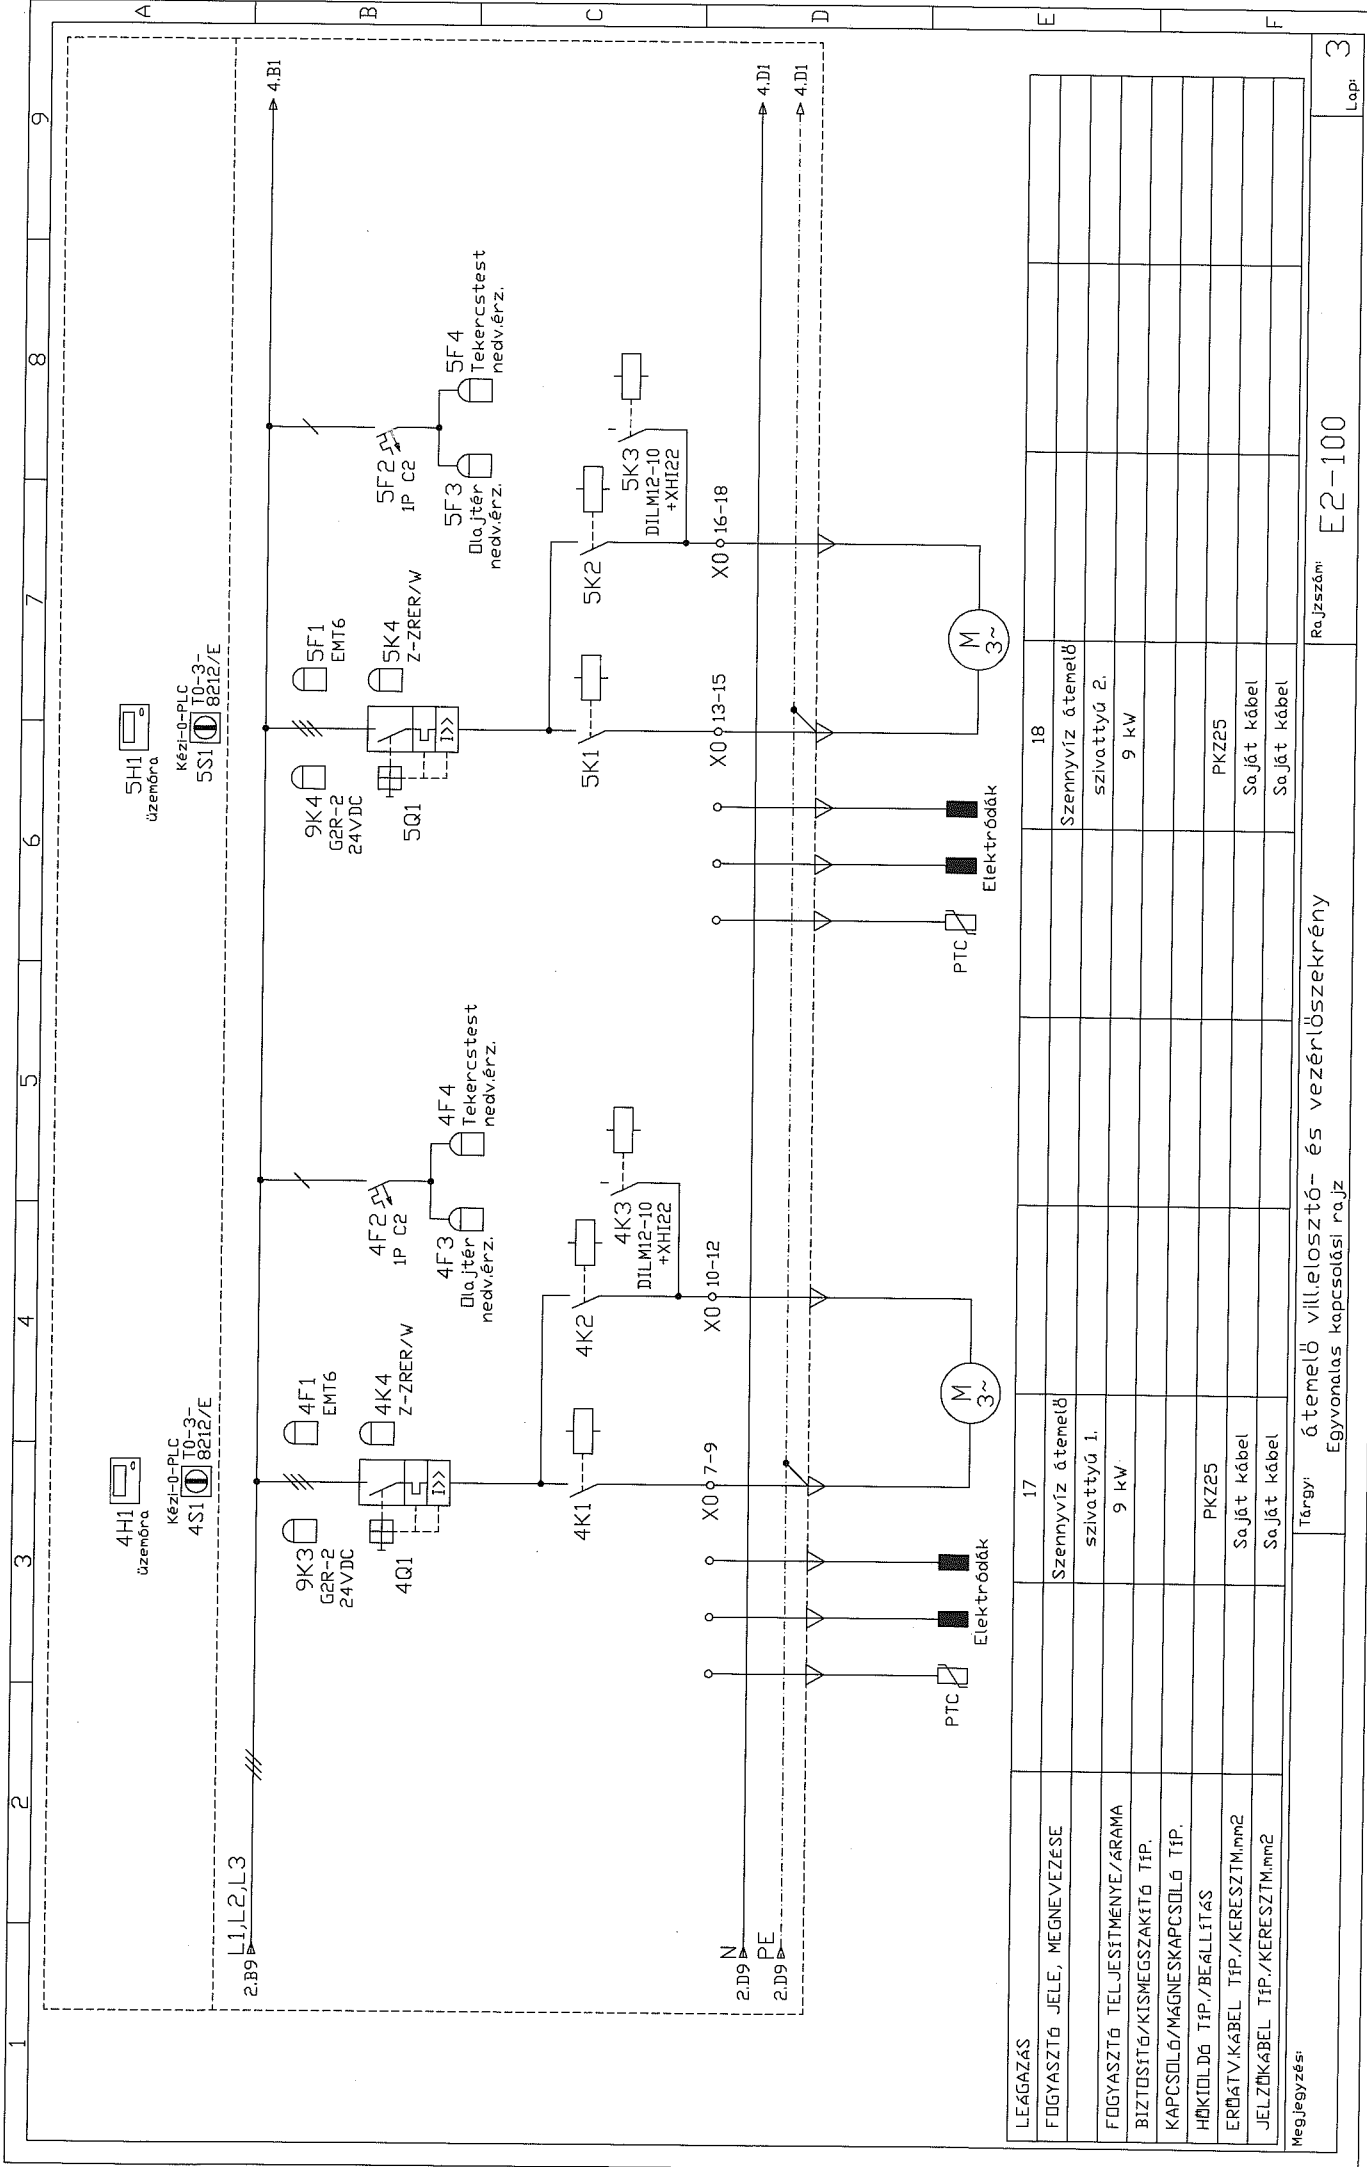 1 2 3 4 5 6 7 8 9
A
B
C
D
E
F
4H1
üzemóra
Kézi-0-PLC
4S1
T0-3-
8212/E
5H1
üzemóra
Kézi-0-PLC
5S1
T0-3-
8212/E
L1,L2,L3
2.B9
4.B1
9K3
G2R-2
24VDC
4F1
EMT6
4K4
Z-ZRER/W
4Q1
I>>
4F2
1P C2
4F3
Olajtér
nedv.érz.
4F4
Tekercstest
nedv.érz.
9K4
G2R-2
24VDC
5F1
EMT6
5K4
Z-ZRER/W
5Q1
I>>
5F2
1P C2
5F3
Olajtér
nedv.érz.
5F4
Tekercstest
nedv.érz.
4K1
4K2
4K3
DILM12-10
+XHI22
5K1
5K2
5K3
DILM12-10
+XHI22
X0 7-9
X0 10-12
X0 13-15
X0 16-18
N
2.D9
4.D1
PE
2.D9
4.D1
PTC
Elektródák
M
3~
PTC
Elektródák
M
3~
LEÁGAZÁS 17 18
FOGYASZTÓ JELE, MEGNEVEZÉSE Szennyvíz átemelő Szennyvíz átemelő
szivattyú 1. szivattyú 2.
FOGYASZTÓ TELJESÍTMÉNYE/ÁRAMA 9 kW 9 kW
BIZTOSÍTÓ/KISMEGSZAKÍTÓ TÍP.
KAPCSOLÓ/MÁGNESKAPCSOLÓ TÍP.
HŐKIOLDÓ TÍP./BEÁLLÍTÁS PKZ25 PKZ25
ERŐÁTV.KÁBEL TÍP./KERESZTM.mm2 Saját kábel Saját kábel
JELZŐKÁBEL TÍP./KERESZTM.mm2 Saját kábel Saját kábel
Megjegyzés:
Tárgy: átemelő vill.elosztó- és vezérlőszekrény
Egyvonalas kapcsolási rajz
Rajzszám: E2-100
Lap: 3